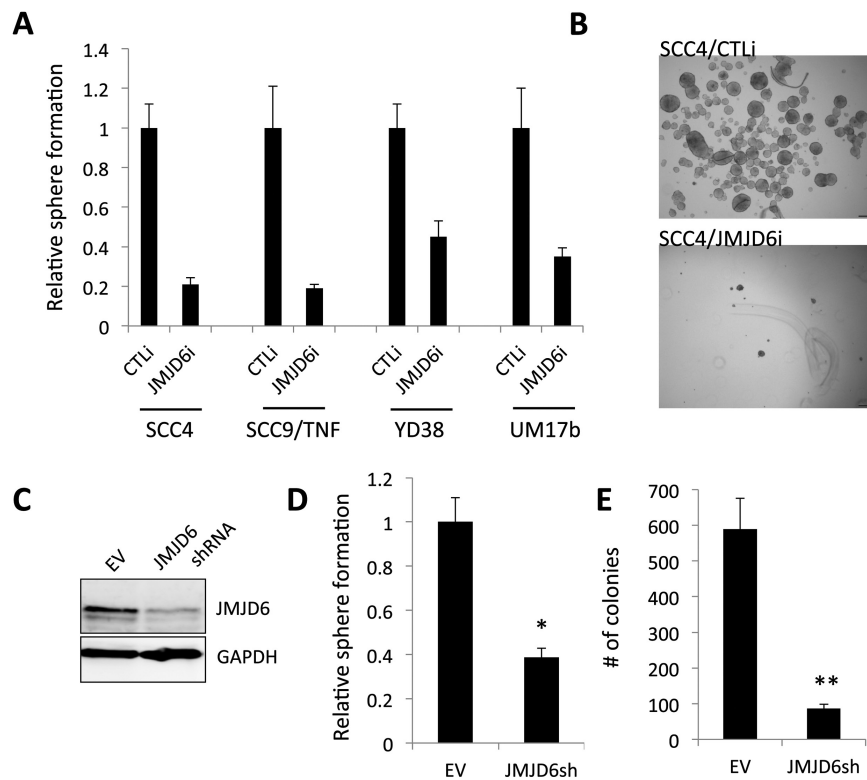 A
Relative sphere formation
1.4
1.2
1
0.8
0.6
0.4
0.2
0
CTLi
JMJD6i
CTLi
JMJD6i
CTLi
JMJD6i
CTLi
JMJD6i
SCC4
SCC9/TNF
YD38
UM17b
B
SCC4/CTLi
SCC4/JMJD6i
C
EV
JMJD6
shRNA
JMJD6
GAPDH
D
Relative sphere formation
1.2
1
0.8
0.6
0.4
0.2
0
*
EV
JMJD6sh
E
# of colonies
700
600
500
400
300
200
100
0
**
EV
JMJD6sh